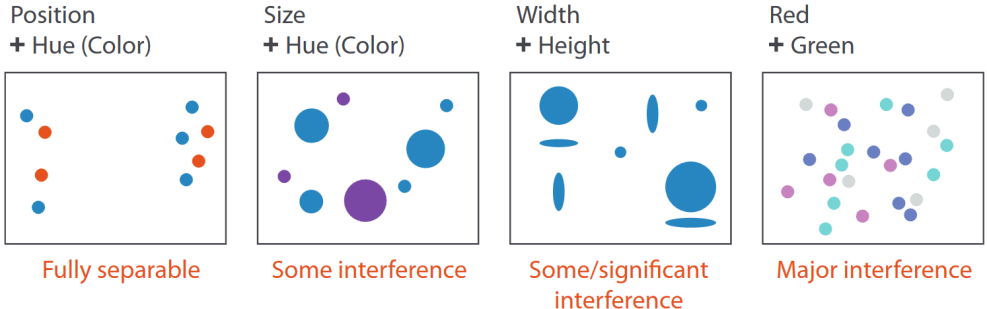 Position
+ Hue (Color)
Fully separable
Size
+ Hue (Color)
Some interference
Width
+ Height
Some/significant
interference
Red
+ Green
Major interference